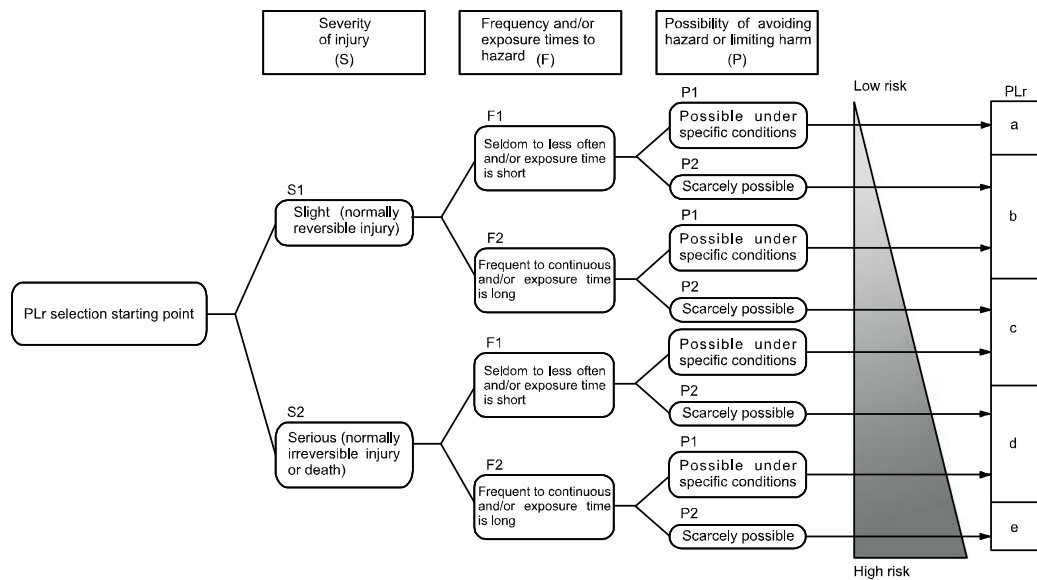 Severity
of injury
(S)
Frequency and/or
exposure times to
hazard (F)
Possibility of avoiding
hazard or limiting harm
(P)
Low risk
PLr
P1
Possible under
specific conditions
a
F1
Seldom to less often
and/or exposure time
is short
P2
Scarcely possible
S1
Slight (normally
reversible injury)
b
P1
Possible under
specific conditions
F2
Frequent to continuous
and/or exposure time
is long
P2
Scarcely possible
PLr selection starting point
c
F1
Seldom to less often
and/or exposure time
is short
P1
Possible under
specific conditions
P2
Scarcely possible
S2
Serious (normally
irreversible injury
or death)
d
P1
Possible under
specific conditions
F2
Frequent to continuous
and/or exposure time
is long
P2
Scarcely possible
e
High risk